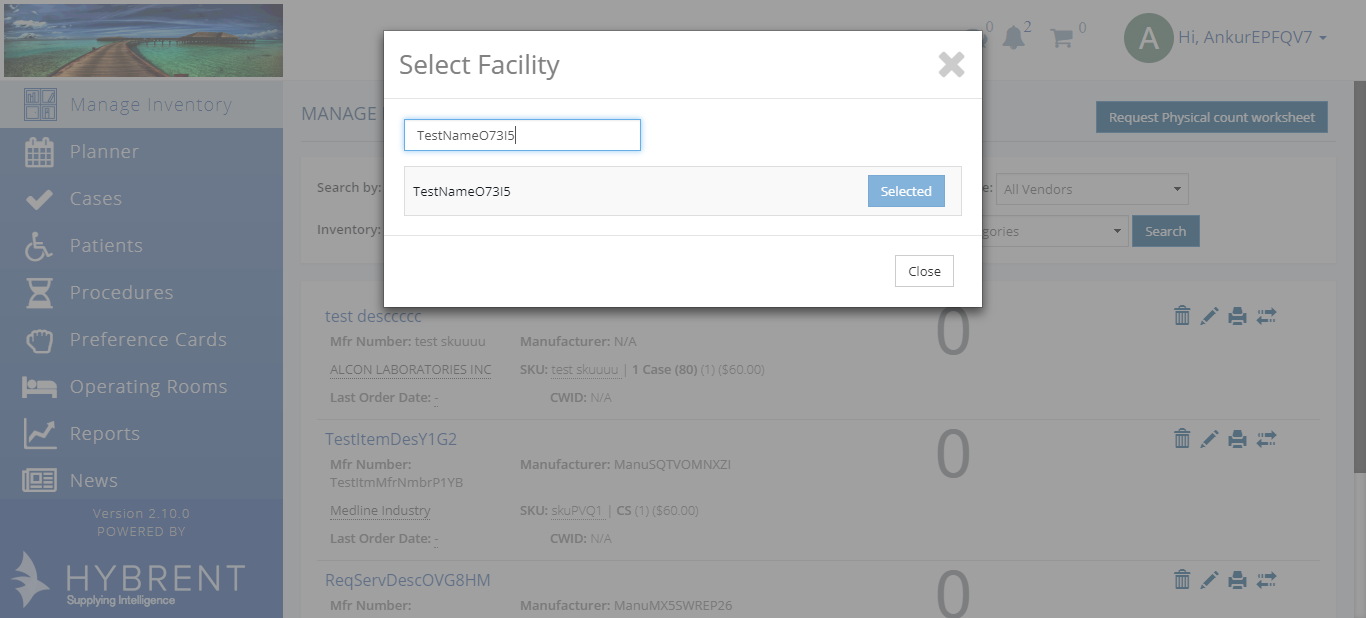 0
2
0
A
Hi, AnkurEPFQV7
Select Facility
TestNameO73I5
TestNameO73I5
Selected
Close
Manage Inventory
Planner
Cases
Patients
Procedures
Preference Cards
Operating Rooms
Reports
News
Version 2.10.0
POWERED BY
HYBRENT
Supplying Intelligence
MANAGE
Request Physical count worksheet
Search by:
All Vendors
Inventory:
Search
test desccccc
0
Mfr Number: test skuuuu Manufacturer: N/A
ALCON LABORATORIES INC SKU: test skuuuu | 1 Case (80) (1) ($60.00)
Last Order Date: - CWID: N/A
TestItemDesY1G2
0
Mfr Number: Manufacturer: ManuSQTVOMNXZI
TestItmMfrNmbrP1YB
Medline Industry SKU: skuPVQ1 | CS (1) ($60.00)
Last Order Date: - CWID: N/A
ReqServDescOVG8HM
0
Mfr Number: Manufacturer: ManuMX5SWREP26